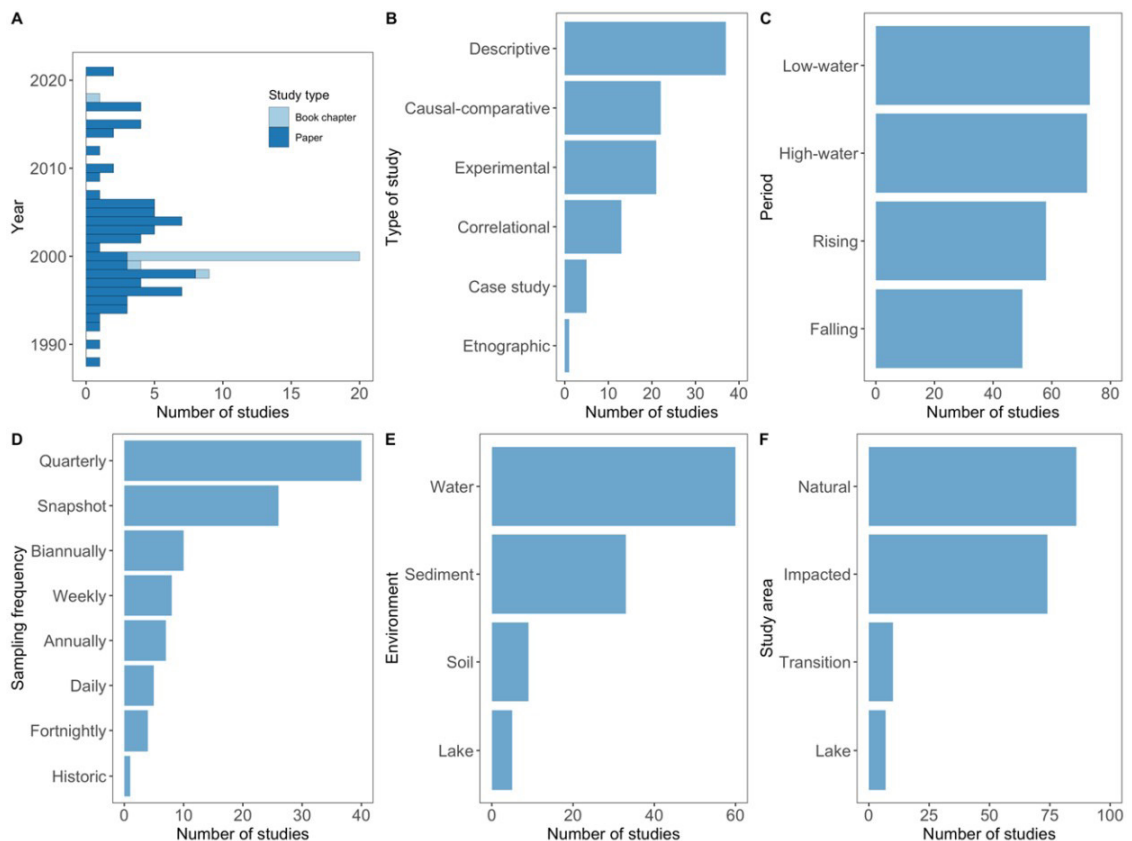 A
2020
2010
2000
1990
Year
Study type
Book chapter
Paper
0 5 10 15 20
Number of studies
B
Descriptive
Causal-comparative
Experimental
Correlational
Case study
Etnographic
Type of study
0 10 20 30 40
Number of studies
C
Low-water
High-water
Rising
Falling
Period
0 20 40 60 80
Number of studies
D
Quarterly
Snapshot
Biannually
Weekly
Annually
Daily
Fortnightly
Historic
Sampling frequency
0 10 20 30 40
Number of studies
E
Water
Sediment
Soil
Lake
Environment
0 20 40 60
Number of studies
F
Natural
Impacted
Transition
Lake
Study area
0 25 50 75 100
Number of studies